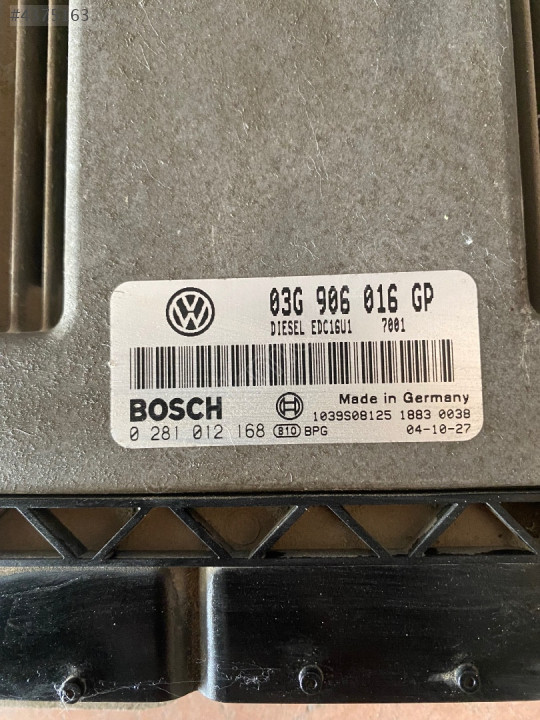 VW
03G 906 016 GP
DIESEL EDC16U1 7001
Made in Germany
BOSCH
1039S08125 1883 0038
0 281 012 168 810 BPG 04-10-27